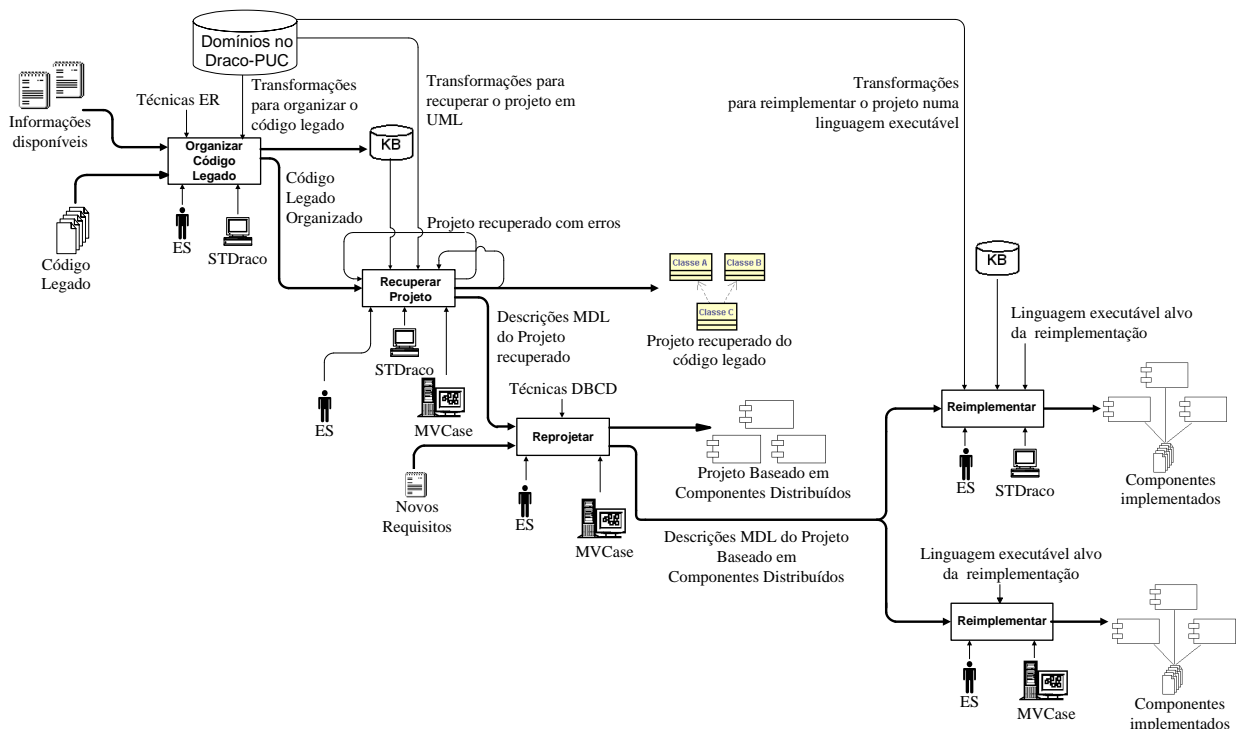 Domínios no
Draco-PUC
Informações
disponíveis
Técnicas ER
Transformações
para organizar o
código legado
Transformações para
recuperar o projeto em
UML
Transformações
para reimplementar o projeto numa
linguagem executável
Organizar
Código
Legado
KB
Código
Legado
Organizado
Código
Legado
ES
STDraco
Projeto recuperado com erros
Recuperar
Projeto
Classe A
Classe B
Classe C
Projeto recuperado do
código legado
Descrições MDL
do Projeto
recuperado
ES
STDraco
MVCase
Técnicas DBCD
Reprojetar
Novos
Requisitos
ES
MVCase
Projeto Baseado em
Componentes Distribuídos
Descrições MDL do Projeto
Baseado em
Componentes Distribuídos
KB
Linguagem executável alvo
da reimplementação
Reimplementar
ES
STDraco
Componentes
implementados
Linguagem executável alvo
da reimplementação
Reimplementar
ES
MVCase
Componentes
implementados